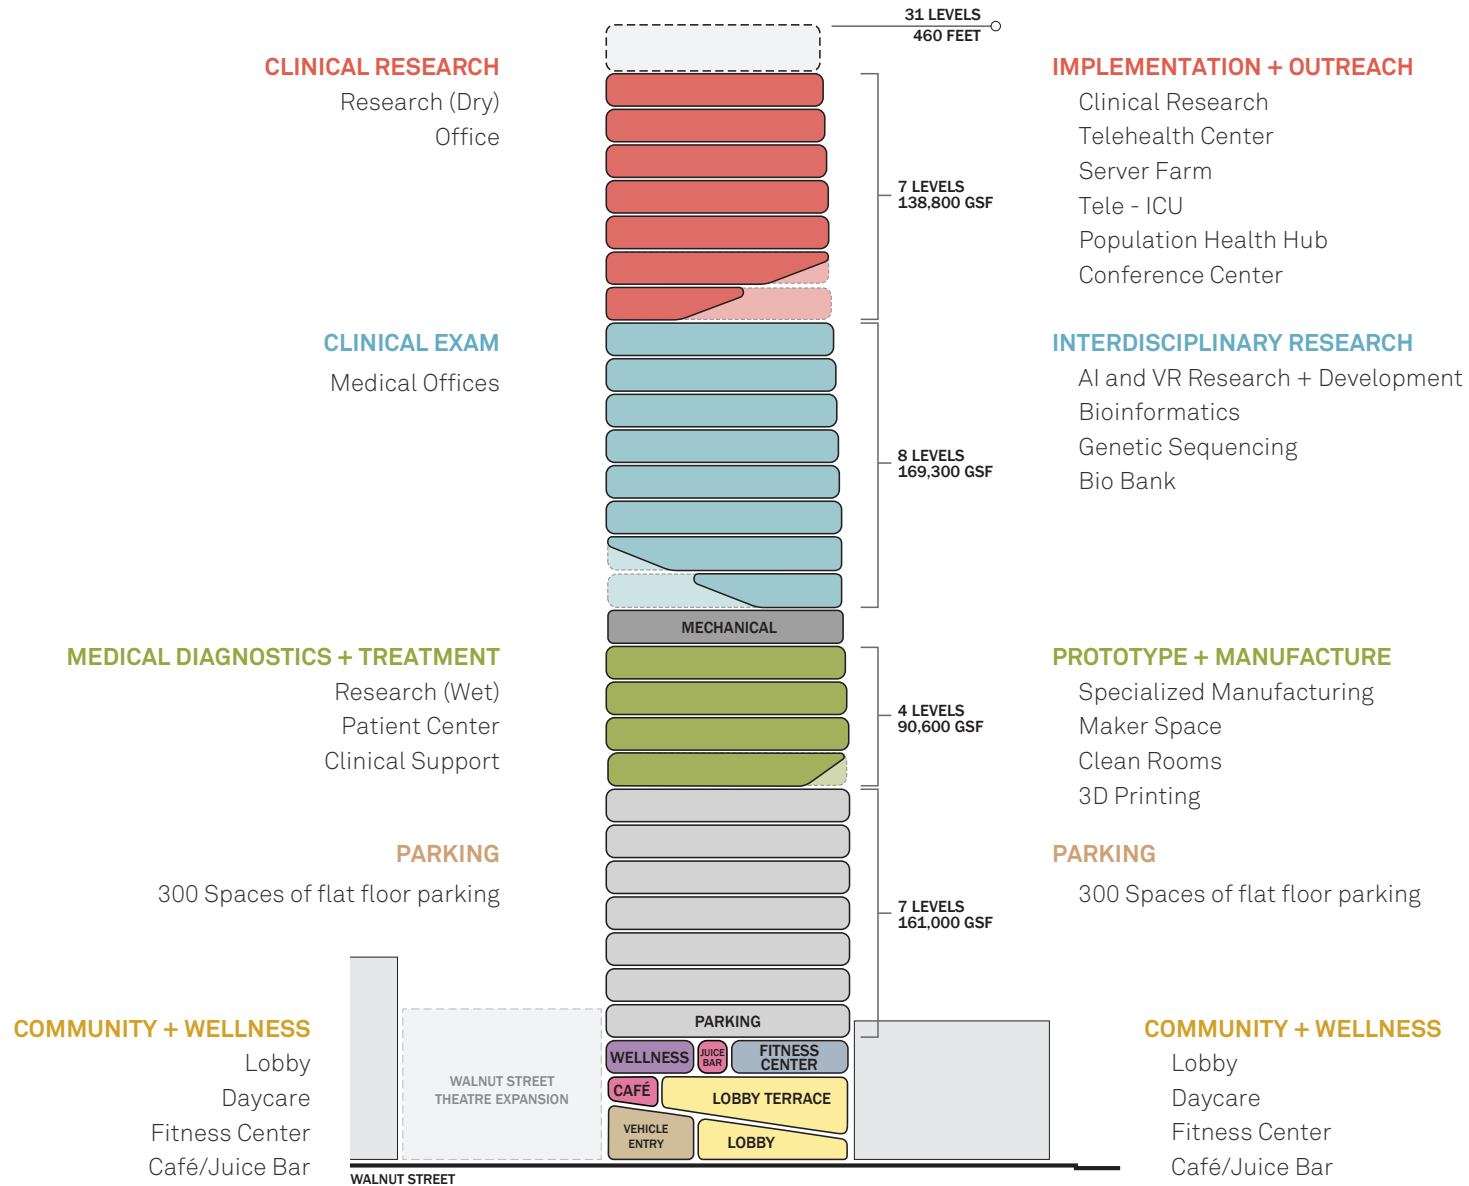 31 LEVELS
460 FEET
CLINICAL RESEARCH
Research (Dry)
Office
7 LEVELS
138,800 GSF
IMPLEMENTATION + OUTREACH
Clinical Research
Telehealth Center
Server Farm
Tele - ICU
Population Health Hub
Conference Center
CLINICAL EXAM
Medical Offices
8 LEVELS
169,300 GSF
INTERDISCIPLINARY RESEARCH
AI and VR Research + Development
Bioinformatics
Genetic Sequencing
Bio Bank
MECHANICAL
MEDICAL DIAGNOSTICS + TREATMENT
Research (Wet)
Patient Center
Clinical Support
4 LEVELS
90,600 GSF
PROTOTYPE + MANUFACTURE
Specialized Manufacturing
Maker Space
Clean Rooms
3D Printing
PARKING
300 Spaces of flat floor parking
7 LEVELS
161,000 GSF
PARKING
300 Spaces of flat floor parking
PARKING
COMMUNITY + WELLNESS
Lobby
Daycare
Fitness Center
Café/Juice Bar
WALNUT STREET
THEATRE EXPANSION
WELLNESS
JUICE
BAR
FITNESS
CENTER
CAFÉ
LOBBY TERRACE
VEHICLE
ENTRY
LOBBY
COMMUNITY + WELLNESS
Lobby
Daycare
Fitness Center
Café/Juice Bar
WALNUT STREET